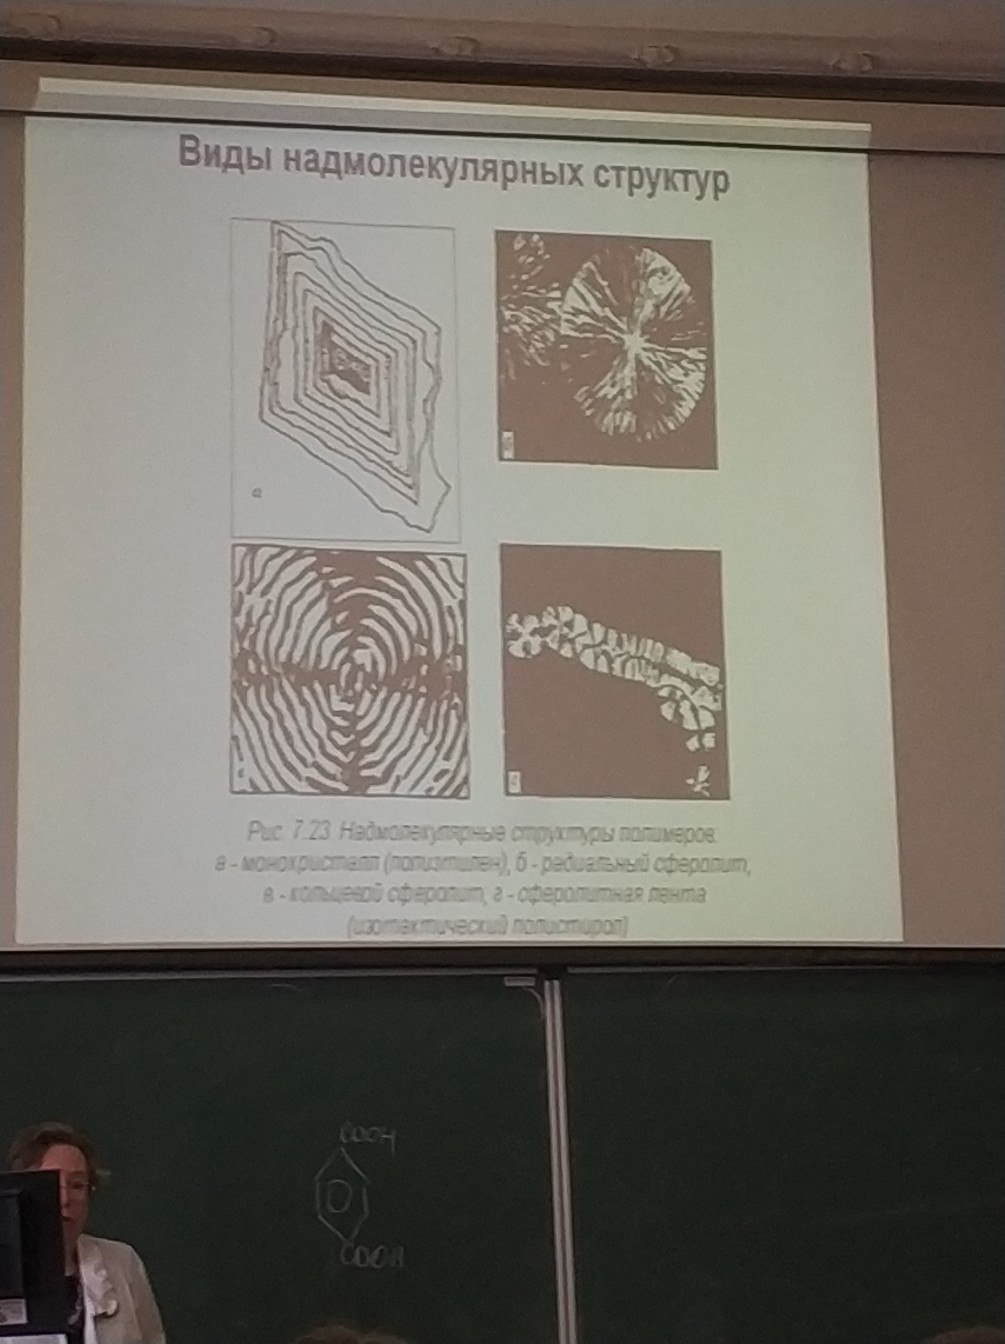 Виды надмолекулярных структур
а
б
г
Рис. 7.23. Надмолекулярные структуры полимеров:
а - монокристалл (полиэтилен), б - радиальный сферолит,
в - кольцевой сферолит, г - сферолитная лента
(изотактический полистирол)
COOH
COOH